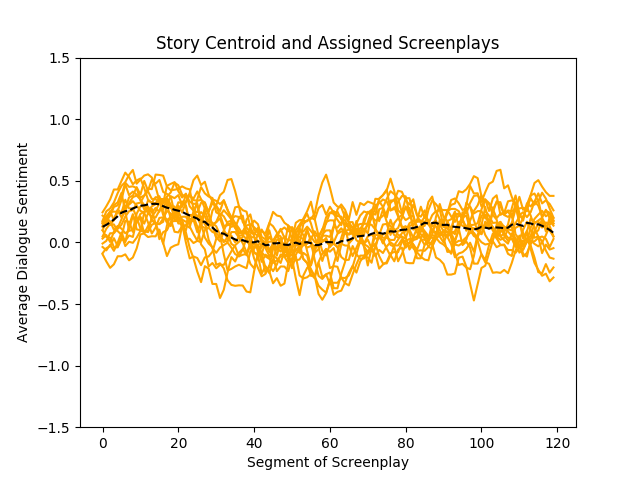 Story Centroid and Assigned Screenplays
1.5
1.0
0.5
0.0
−0.5
−1.0
−1.5
Average Dialogue Sentiment
0 20 40 60 80 100 120
Segment of Screenplay